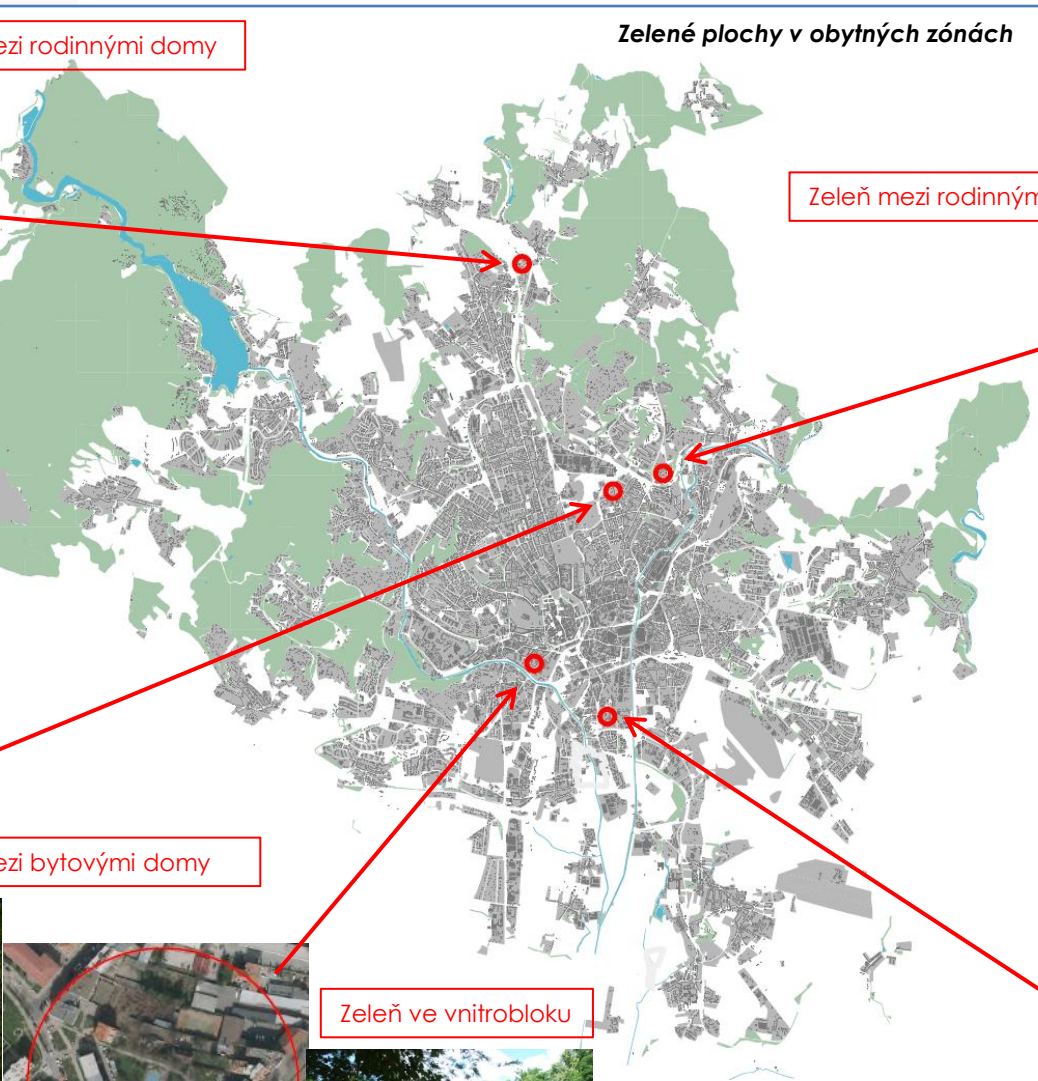 ezi rodinnými domy
Zelené plochy v obytných zónách
Zeleň mezi rodinným
ezi bytovými domy
Zeleň ve vnitrobloku